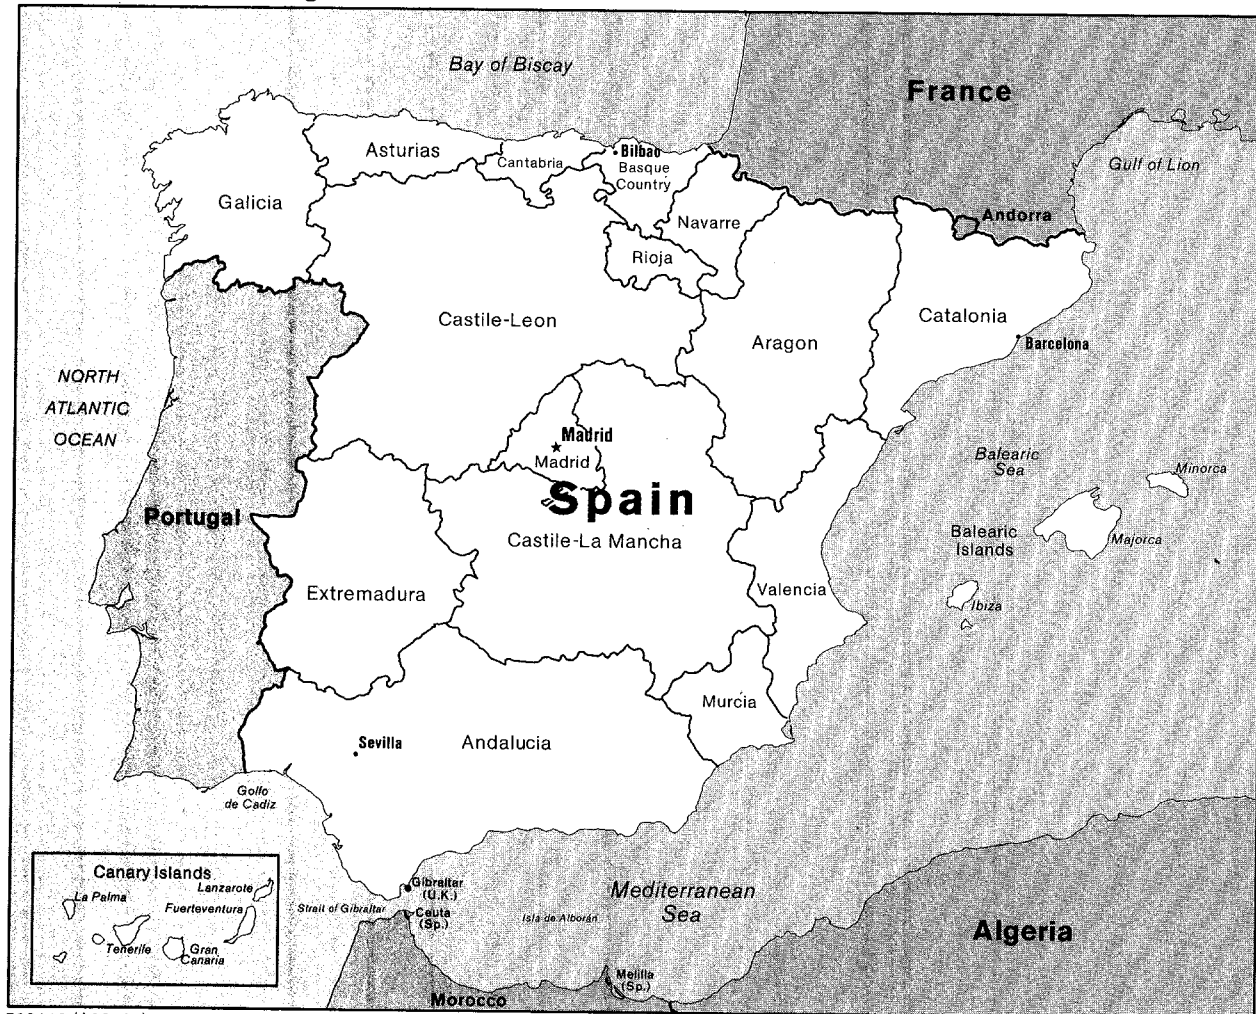 Bay of Biscay
France
Gulf of Lion
Asturias
Cantabria
Bilbao
Basque
Country
Galicia
Navarre
Andorra
Rioja
Castile-Leon
Aragon
Catalonia
Barcelona
NORTH
ATLANTIC
OCEAN
Madrid
Madrid
Balearic
Sea
Minorca
Spain
Portugal
Castile-La Mancha
Balearic
Islands
Majorca
Extremadura
Valencia
Ibiza
Murcia
Sevilla
Andalucia
Golfo
de Cadiz
Canary Islands
Lanzarote
La Palma
Fuerteventura
Tenerife
Gran
Canaria
Gibraltar
(U.K.)
Strait of Gibraltar
Ceuta
(Sp.)
Isla de Alborán
Mediterranean
Sea
Algeria
Melilla
(Sp.)
Morocco